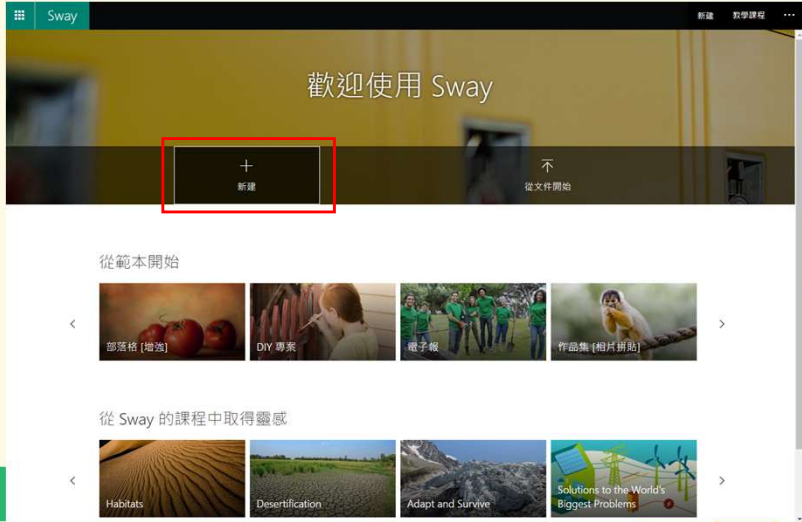 Sway
新建
教學課程
歡迎使用 Sway
新建
從文件開始
從範本開始
部落格 [增強]
DIY 專案
電子報
作品集 [相片拼貼]
從 Sway 的課程中取得靈感
Habitats
Desertification
Adapt and Survive
Solutions to the World's
Biggest Problems